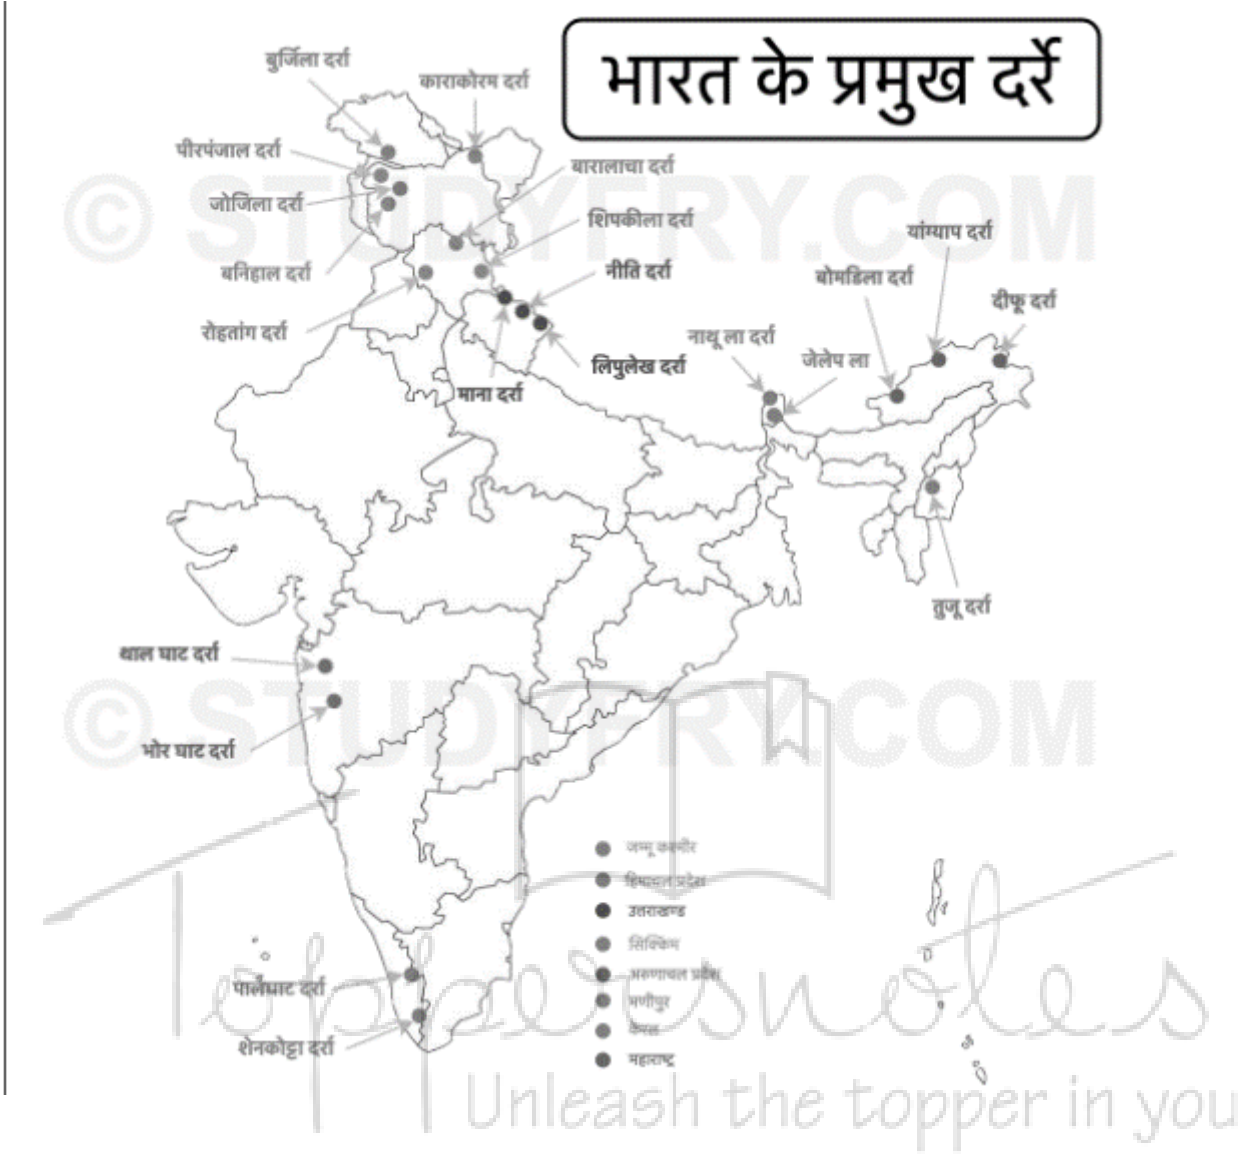 भारत के प्रमुख दर्रे
बुर्जिला दर्रा
काराकोरम दर्रा
पीरपंजाल दर्रा
बारालाचा दर्रा
© STUDYFRY.COM
जोजिला दर्रा
शिपकीला दर्रा
यांग्याप दर्रा
बनिहाल दर्रा
नीति दर्रा
बोमडिला दर्रा
दीफू दर्रा
रोहतांग दर्रा
नाथू ला दर्रा
जेलेप ला
लिपुलेख दर्रा
माना दर्रा
तुजू दर्रा
थाल घाट दर्रा
© STUDYFRY.COM
भोर घाट दर्रा
जम्मू कश्मीर
हिमाचल प्रदेश
उत्तराखण्ड
सिक्किम
अरुणाचल प्रदेश
मणीपुर
केरल
महाराष्ट्र
पालघाट दर्रा
शेनकोट्टा दर्रा
Toppersnotes
Unleash the topper in you